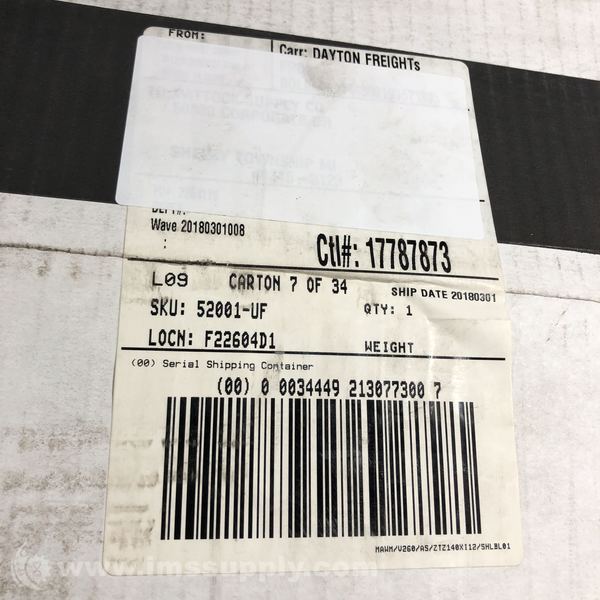 FROM:
Carr: DAYTON FREIGHTs
DEPT#:
Wave 20180301008
:
Ctl#: 17787873
L09 CARTON 7 OF 34 SHIP DATE 20180301
SKU: 52001-UF QTY: 1
LOCN: F22604D1 WEIGHT
(00) Serial Shipping Container
(00) 0 0034449 213077300 7
MAWM/V260/AS/ZTZ140XI12/SHLBL01
www.imssupply.com